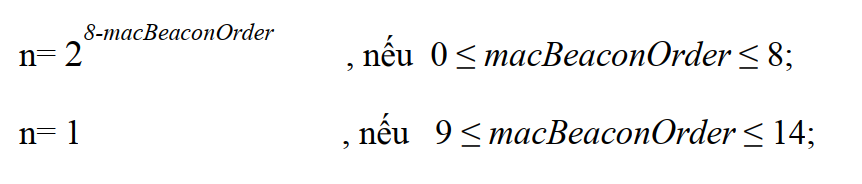 n= 2^8-macBeaconOrder , nếu 0 ≤ macBeaconOrder ≤ 8;
n= 1 , nếu 9 ≤ macBeaconOrder ≤ 14;